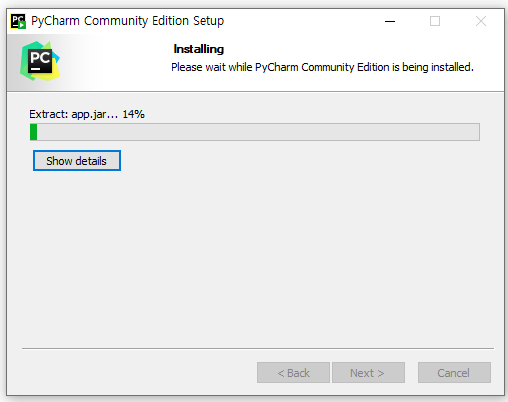 PyCharm Community Edition Setup
PC
Installing
Please wait while PyCharm Community Edition is being installed.
Extract: app.jar... 14%
Show details
< Back Next > Cancel